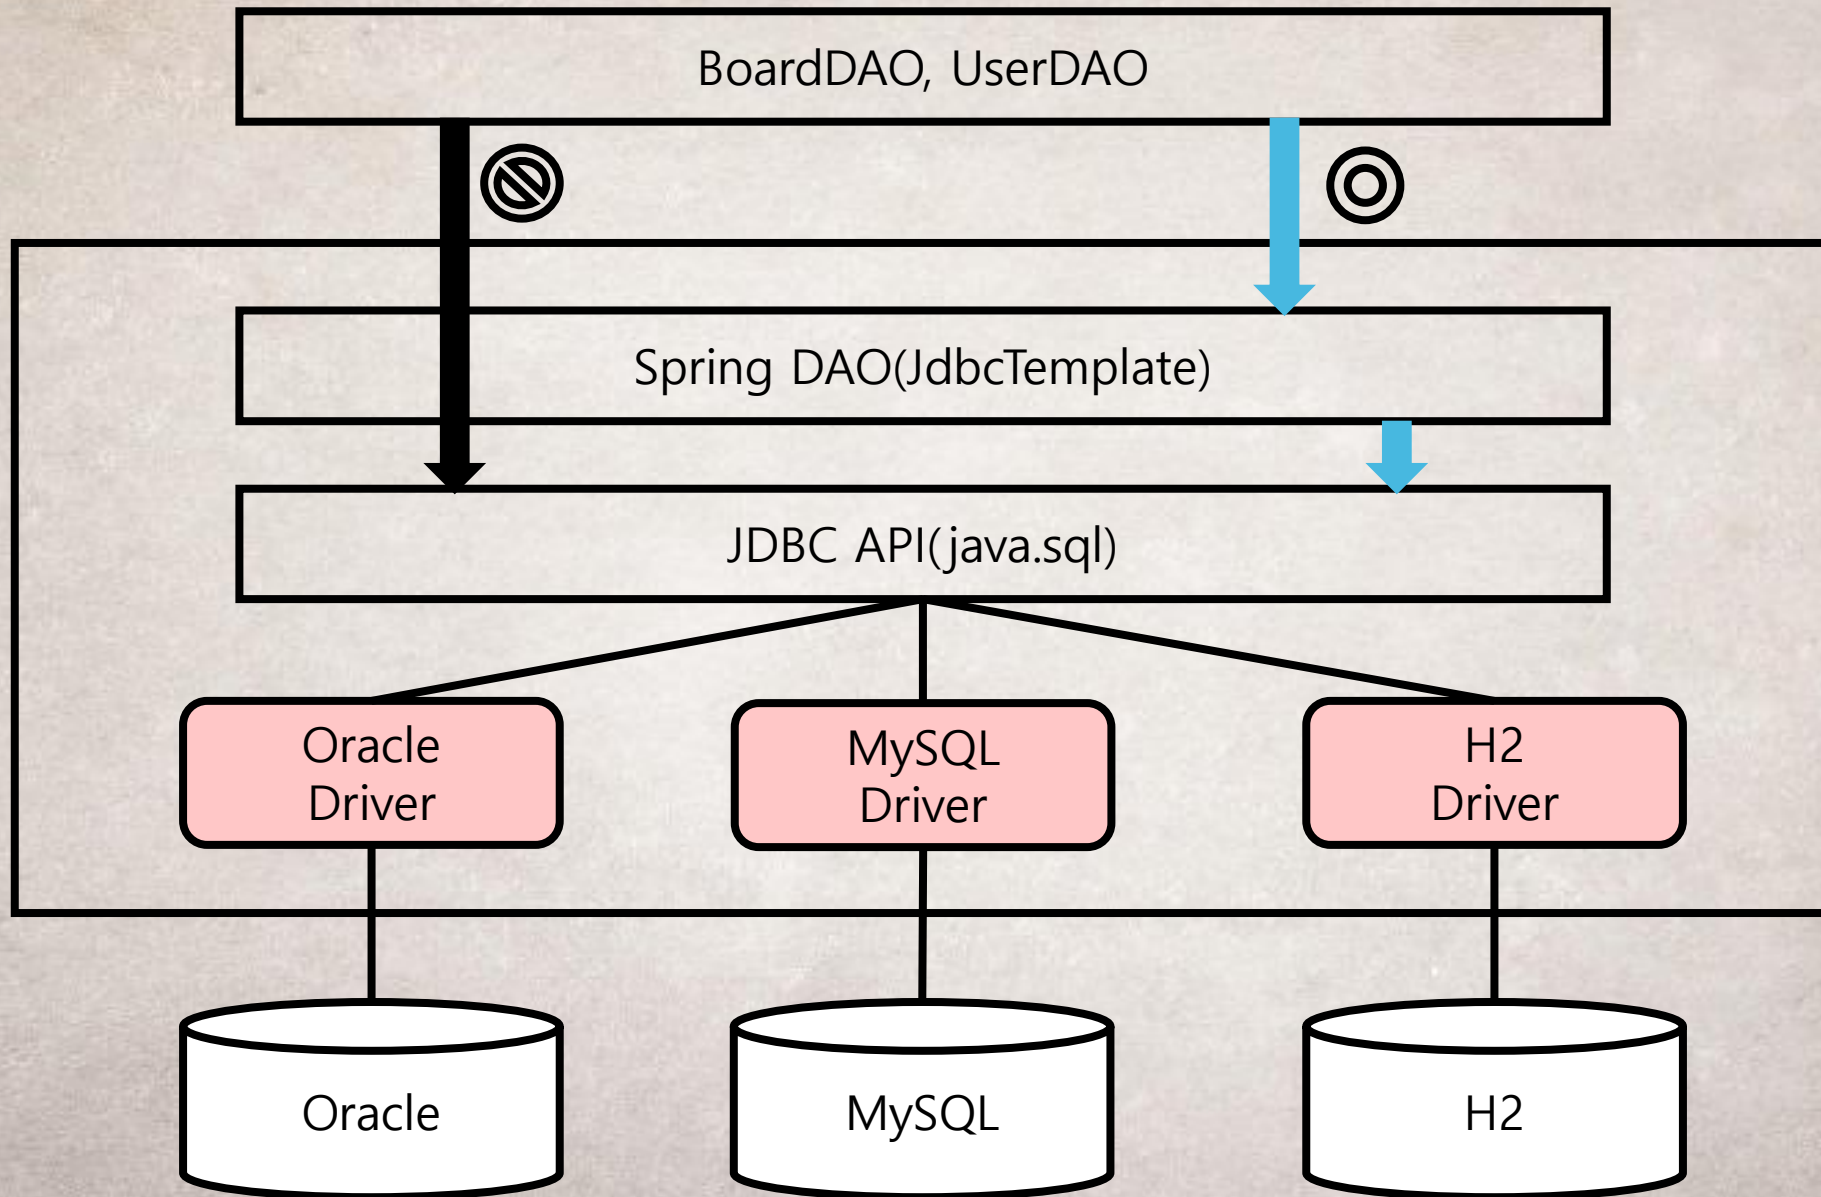 BoardDAO, UserDAO
Spring DAO(JdbcTemplate)
JDBC API(java.sql)
Oracle
Driver
MySQL
Driver
H2
Driver
Oracle
MySQL
H2